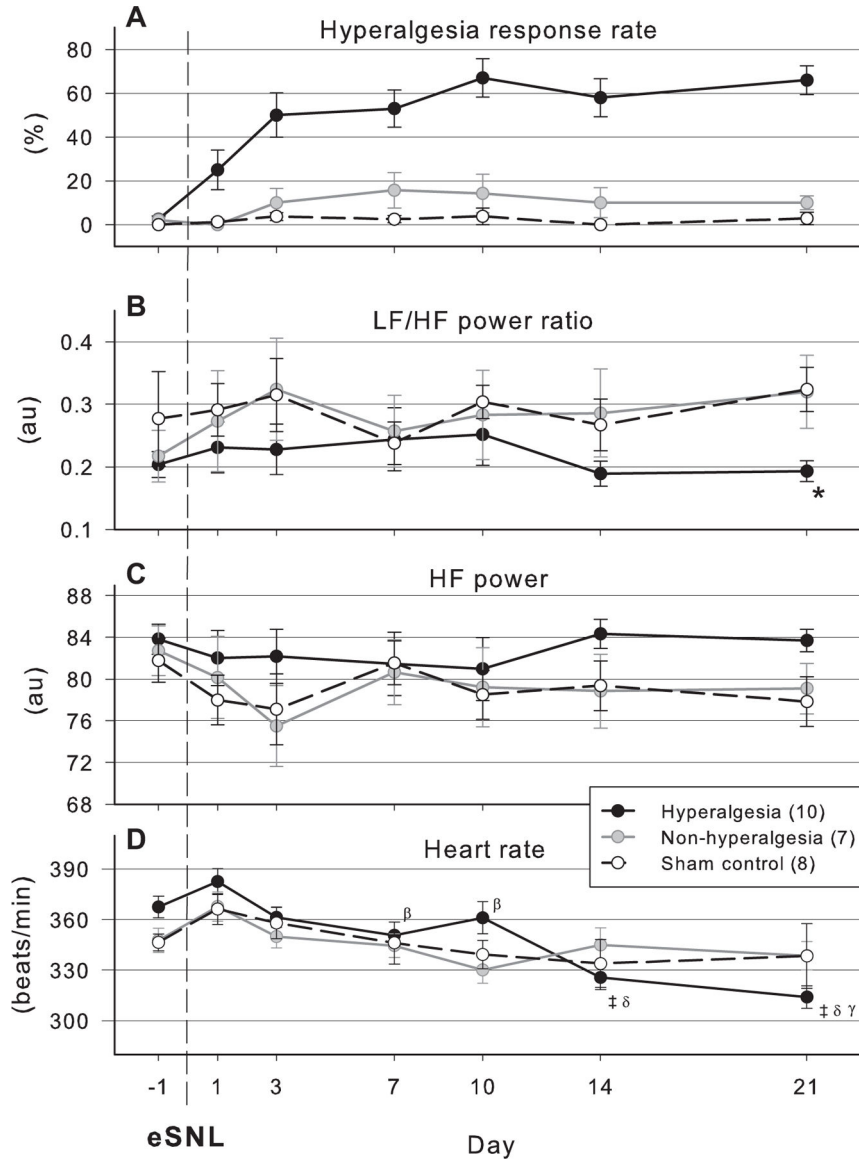 A
Hyperalgesia response rate
80
60
40
20
0
(%)
B
LF/HF power ratio
0.4
0.3
0.2
0.1
(au)
*
C
HF power
88
84
80
76
72
68
(au)
Hyperalgesia (10)
Non-hyperalgesia (7)
Sham control (8)
D
Heart rate
390
360
330
300
(beats/min)
β
β
‡ δ
‡ δ γ
-1 1 3 7 10 14 21
eSNL
Day